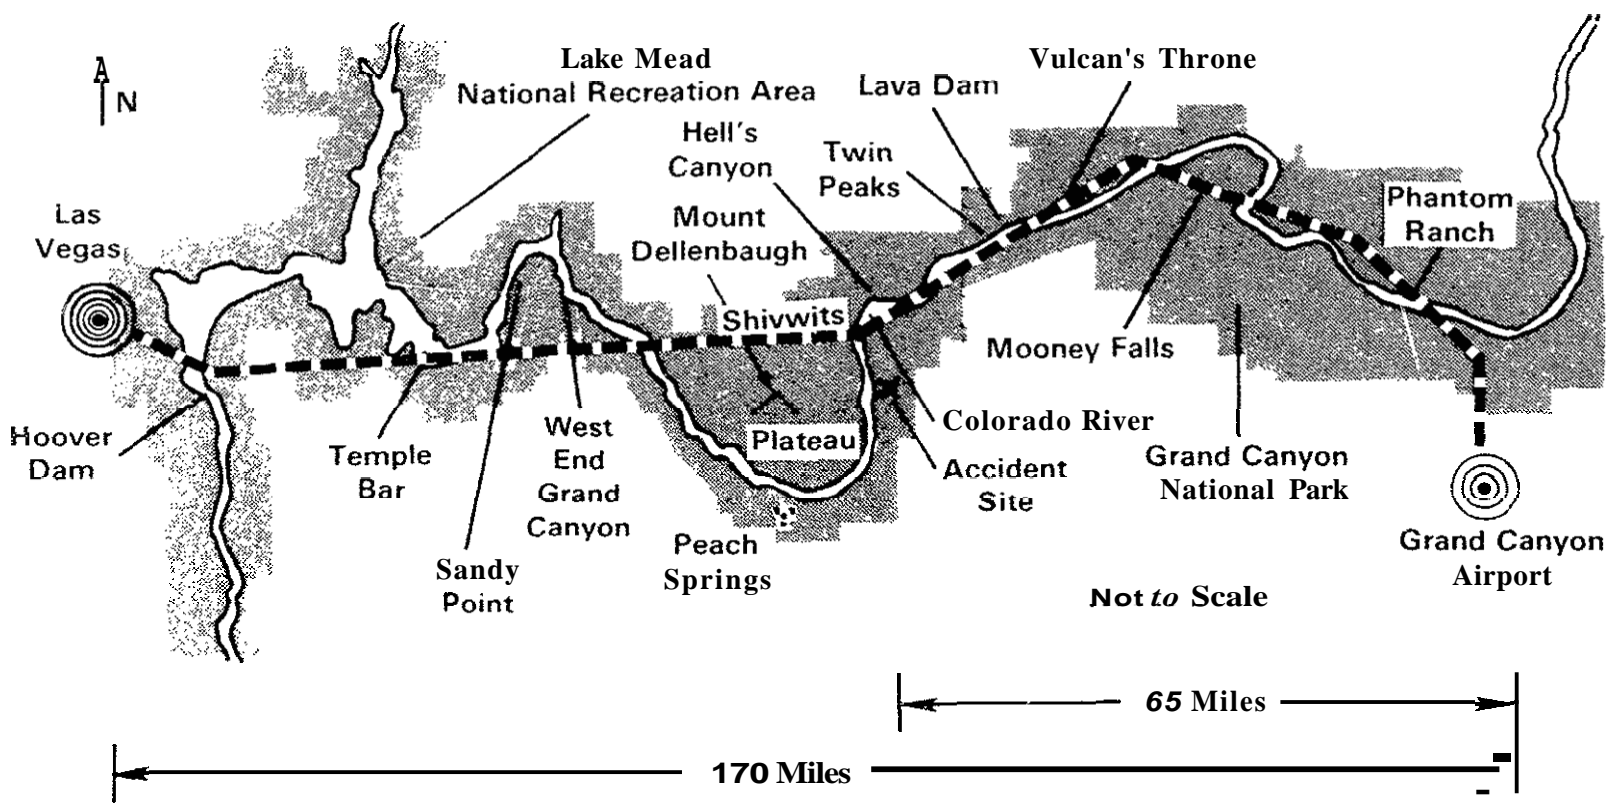 Lake Mead
National Recreation Area
Vulcan's Throne
Lava Dam
A
N
Hell's
Canyon
Twin
Peaks
Las
Vegas
Mount
Dellenbaugh
Phantom
Ranch
Shivwits
Mooney Falls
Hoover
Dam
Temple
Bar
West
End
Grand
Canyon
Plateau
Colorado River
Accident
Site
Grand Canyon
National Park
Sandy
Point
Peach
Springs
Grand Canyon
Airport
Not to Scale
65 Miles
170 Miles